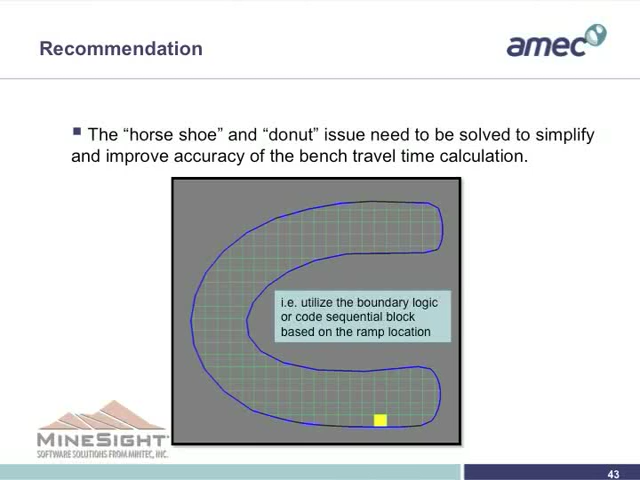 Recommendation
amec
▪ The “horse shoe” and “donut” issue need to be solved to simplify
and improve accuracy of the bench travel time calculation.
i.e. utilize the boundary logic
or code sequential block
based on the ramp location
MINESIGHT
SOFTWARE SOLUTIONS FROM MINTEC, INC.
43